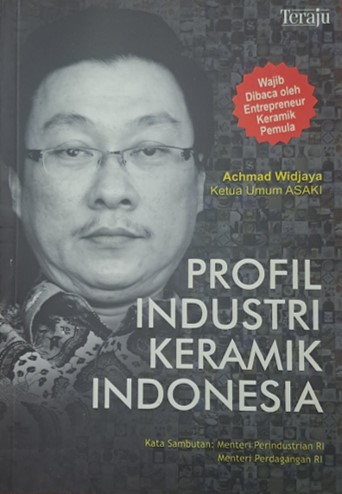 Teraju
Wajib
Dibaca oleh
Entrepreneur
Keramik
Pemula
Achmad Widjaya
Ketua Umum ASAKI
PROFIL
INDUSTRI
KERAMIK
INDONESIA
Kata Sambutan: Menteri Perindustrian RI
Menteri Perdagangan RI